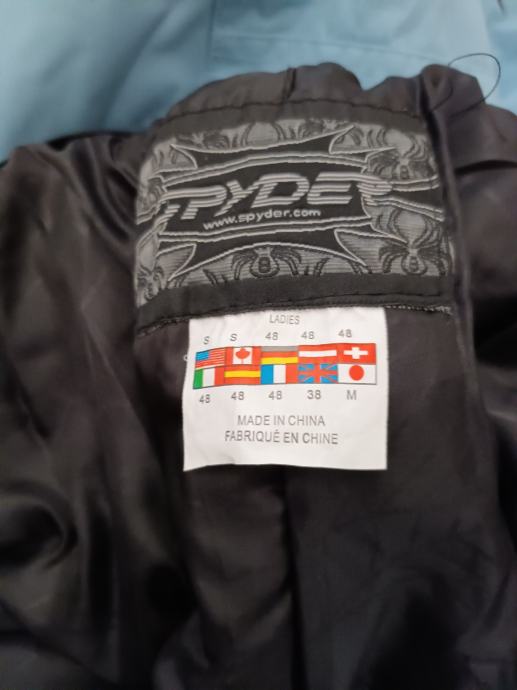 SPYDER
www.spyder.com
LADIES
S S 48 48 48
48 48 48 38 M
MADE IN CHINA
FABRIQUÉ EN CHINE